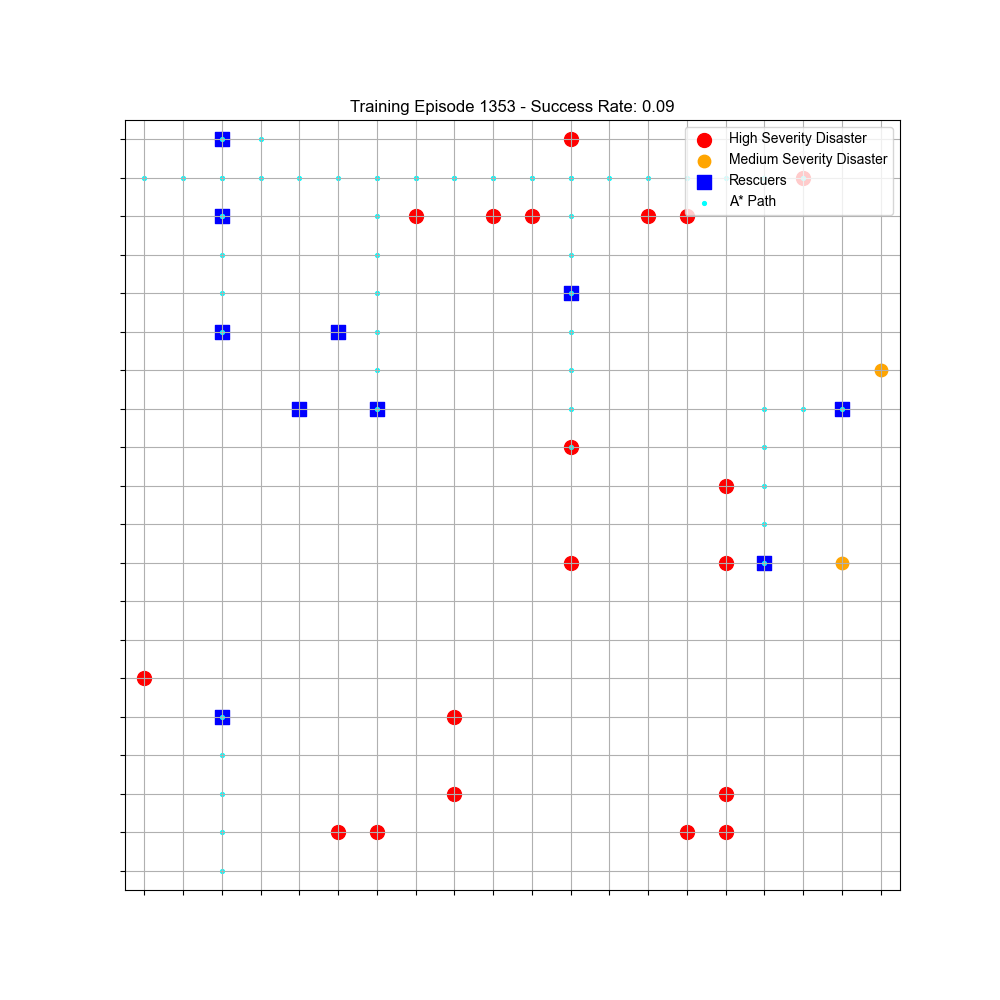 Training Episode 1353 - Success Rate: 0.09
High Severity Disaster
Medium Severity Disaster
Rescuers
A* Path